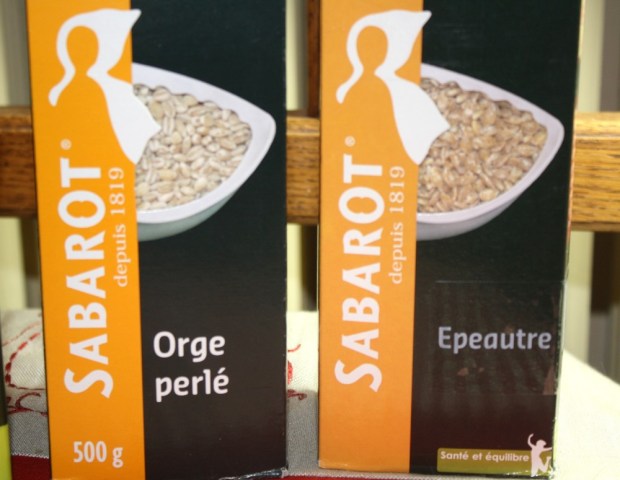 SABAROT®
depuis 1819
Orge
perlé
500 g
SABAROT®
depuis 1819
Epeautre
Santé et équilibre